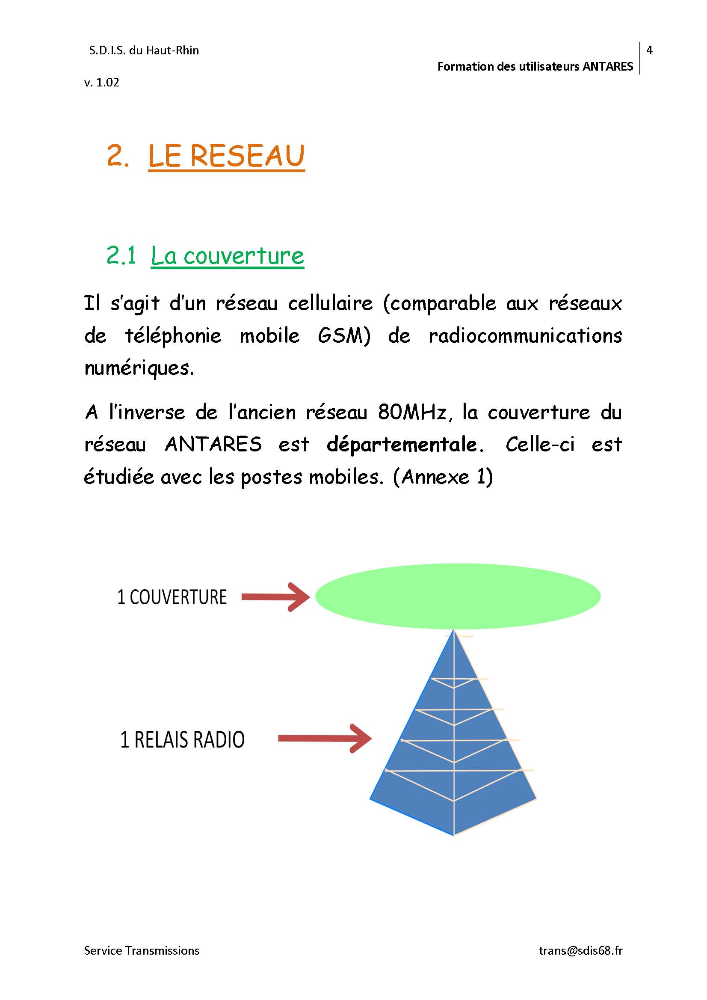 S.D.I.S. du Haut-Rhin
4
Formation des utilisateurs ANTARES
v. 1.02
2. LE RESEAU
2.1 La couverture
Il s’agit d’un réseau cellulaire (comparable aux réseaux
de téléphonie mobile GSM) de radiocommunications
numériques.
A l’inverse de l’ancien réseau 80MHz, la couverture du
réseau ANTARES est départementale. Celle-ci est
étudiée avec les postes mobiles. (Annexe 1)
1 COUVERTURE
1 RELAIS RADIO
Service Transmissions
trans@sdis68.fr